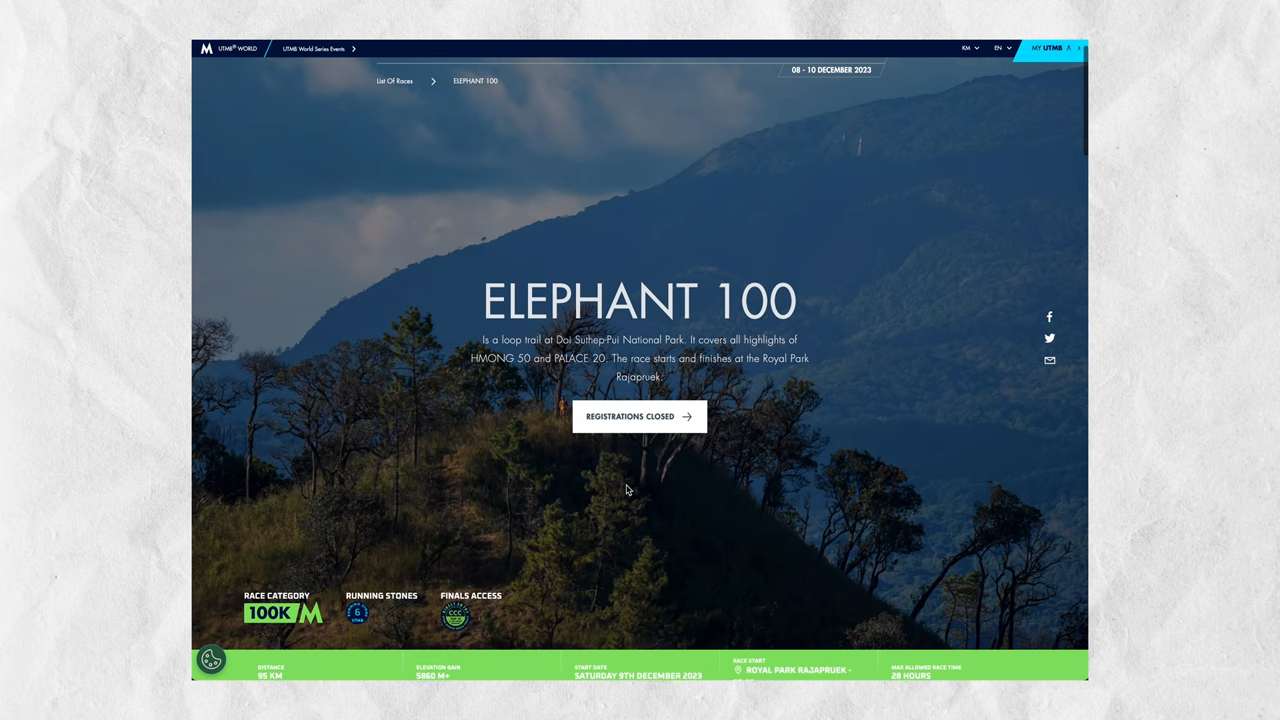 UTMB® WORLD
UTMB World Series Events
KM
EN
MY UTMB
08 - 10 DECEMBER 2023
List Of Races
ELEPHANT 100
ELEPHANT 100
Is a loop trail at Doi Suthep-Pui National Park. It covers all highlights of
HMONG 50 and PALACE 20. The race starts and finishes at the Royal Park
Rajapruek.
REGISTRATIONS CLOSED
RACE CATEGORY
RUNNING STONES
FINALS ACCESS
100K M
6
UTMB
CCC
DISTANCE
95 KM
ELEVATION GAIN
5860 M+
START DATE
SATURDAY 9TH DECEMBER 2023
RACE START
ROYAL PARK RAJAPRUEK -
MAX ALLOWED RACE TIME
28 HOURS